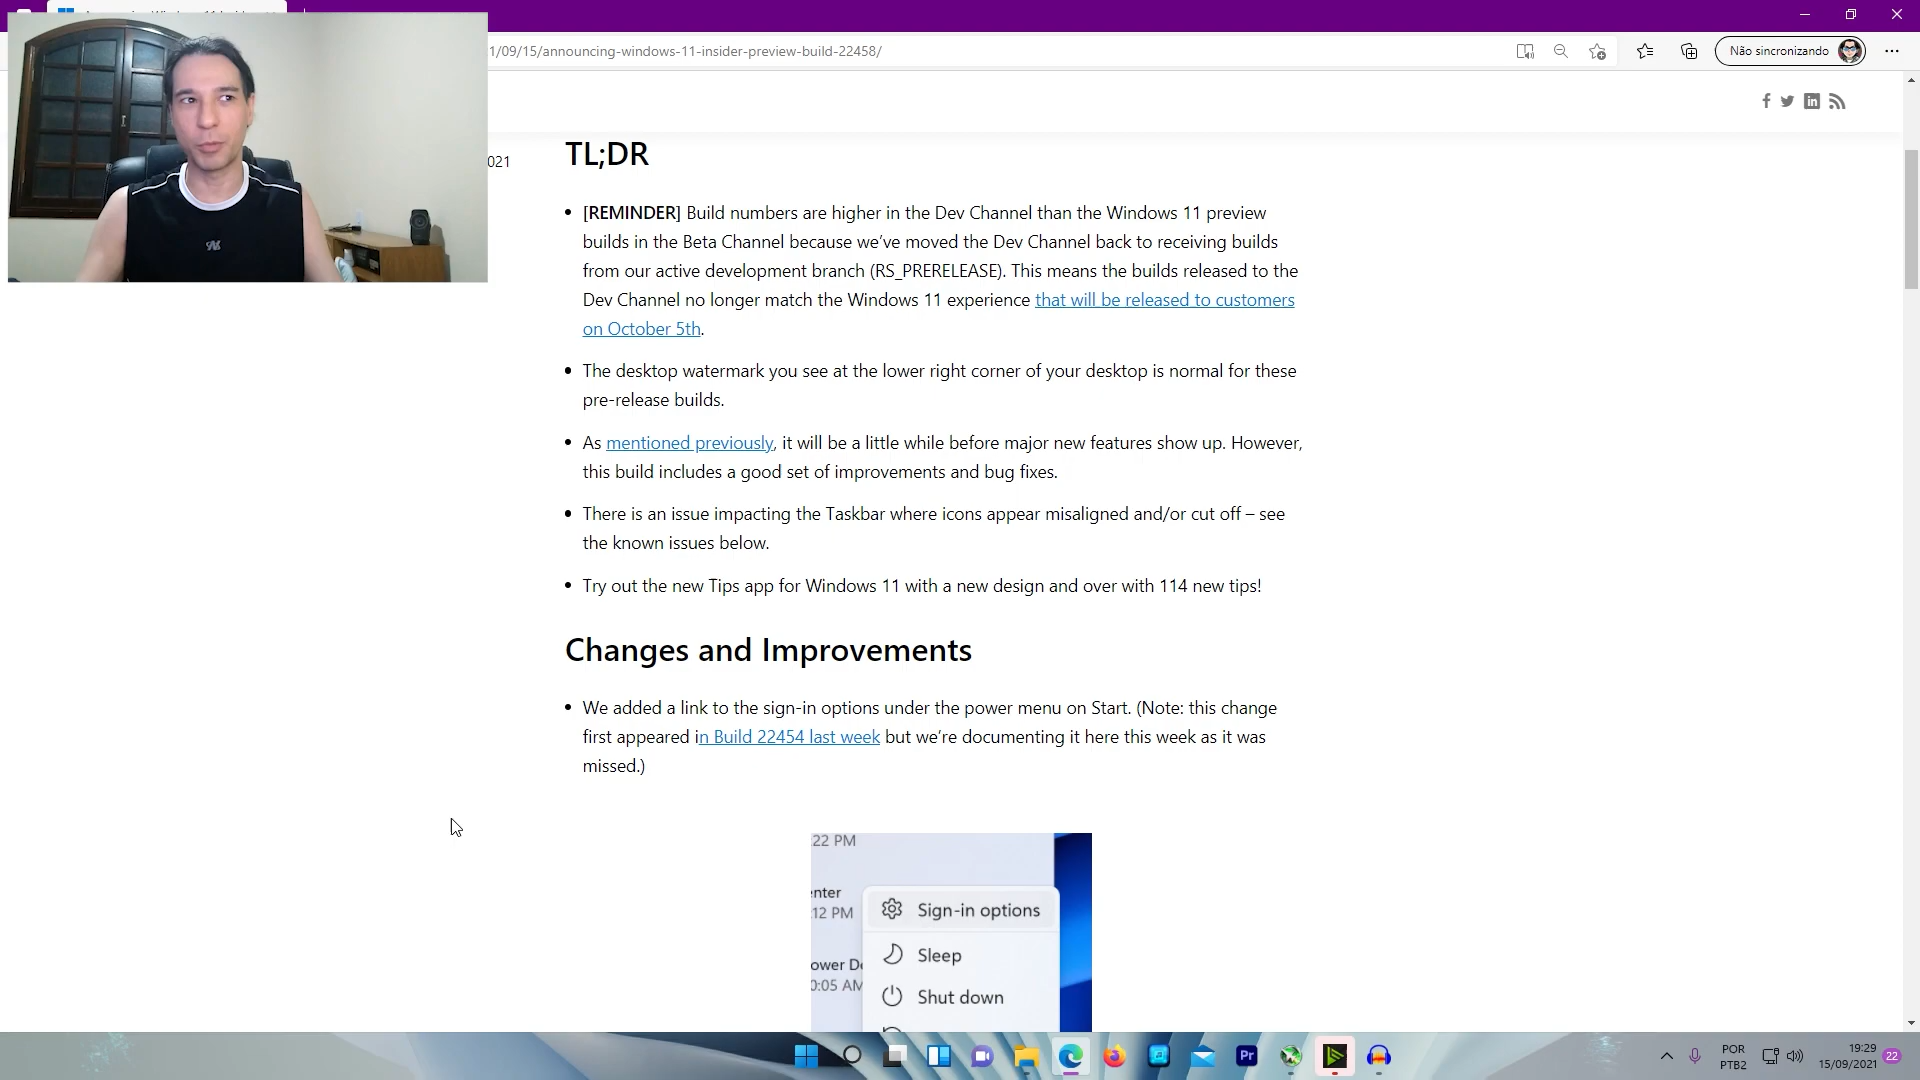 1/09/15/announcing-windows-11-insider-preview-build-22458/
Não sincronizando
021
TL;DR
[REMINDER] Build numbers are higher in the Dev Channel than the Windows 11 preview
builds in the Beta Channel because we've moved the Dev Channel back to receiving builds
from our active development branch (RS_PRERELEASE). This means the builds released to the
Dev Channel no longer match the Windows 11 experience that will be released to customers
on October 5th.
The desktop watermark you see at the lower right corner of your desktop is normal for these
pre-release builds.
As mentioned previously, it will be a little while before major new features show up. However,
this build includes a good set of improvements and bug fixes.
There is an issue impacting the Taskbar where icons appear misaligned and/or cut off – see
the known issues below.
Try out the new Tips app for Windows 11 with a new design and over with 114 new tips!
Changes and Improvements
We added a link to the sign-in options under the power menu on Start. (Note: this change
first appeared in Build 22454 last week but we're documenting it here this week as it was
missed.)
:22 PM
enter
:12 PM
Sign-in options
Sleep
ower De
0:05 AM
Shut down
Pr
POR
PTB2
19:29
15/09/2021
22